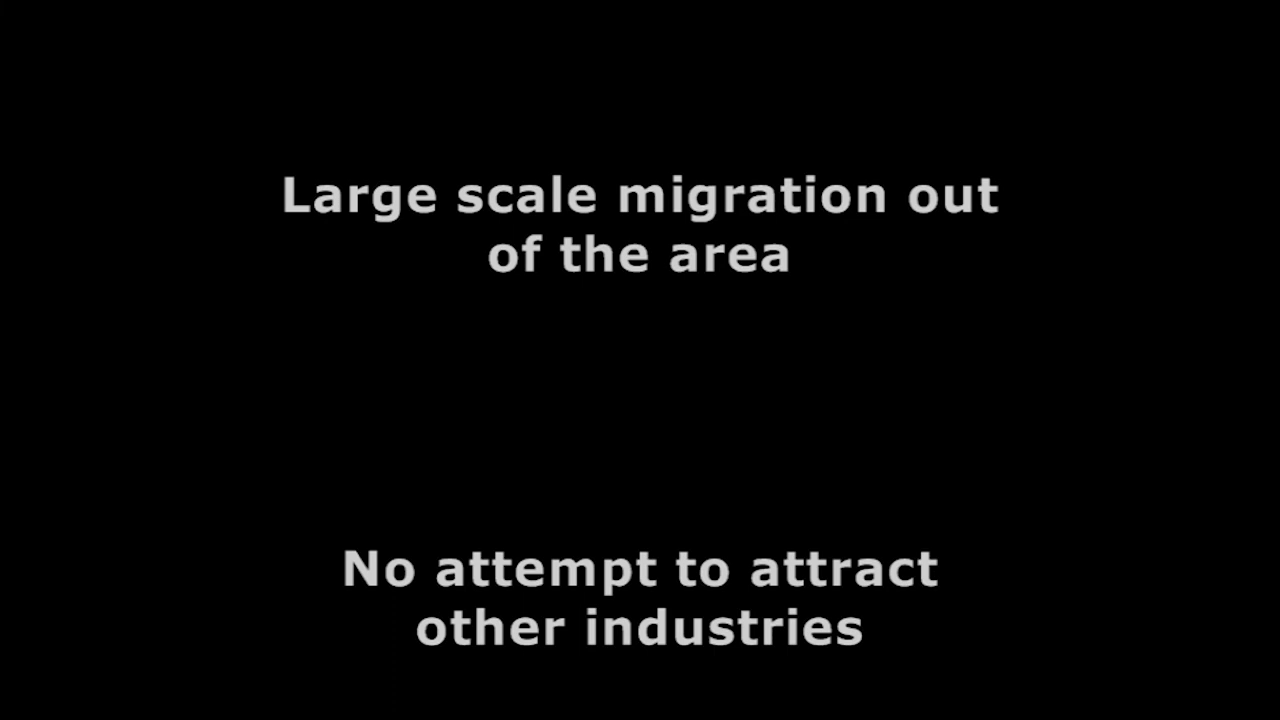 Large scale migration out
of the area
No attempt to attract
other industries